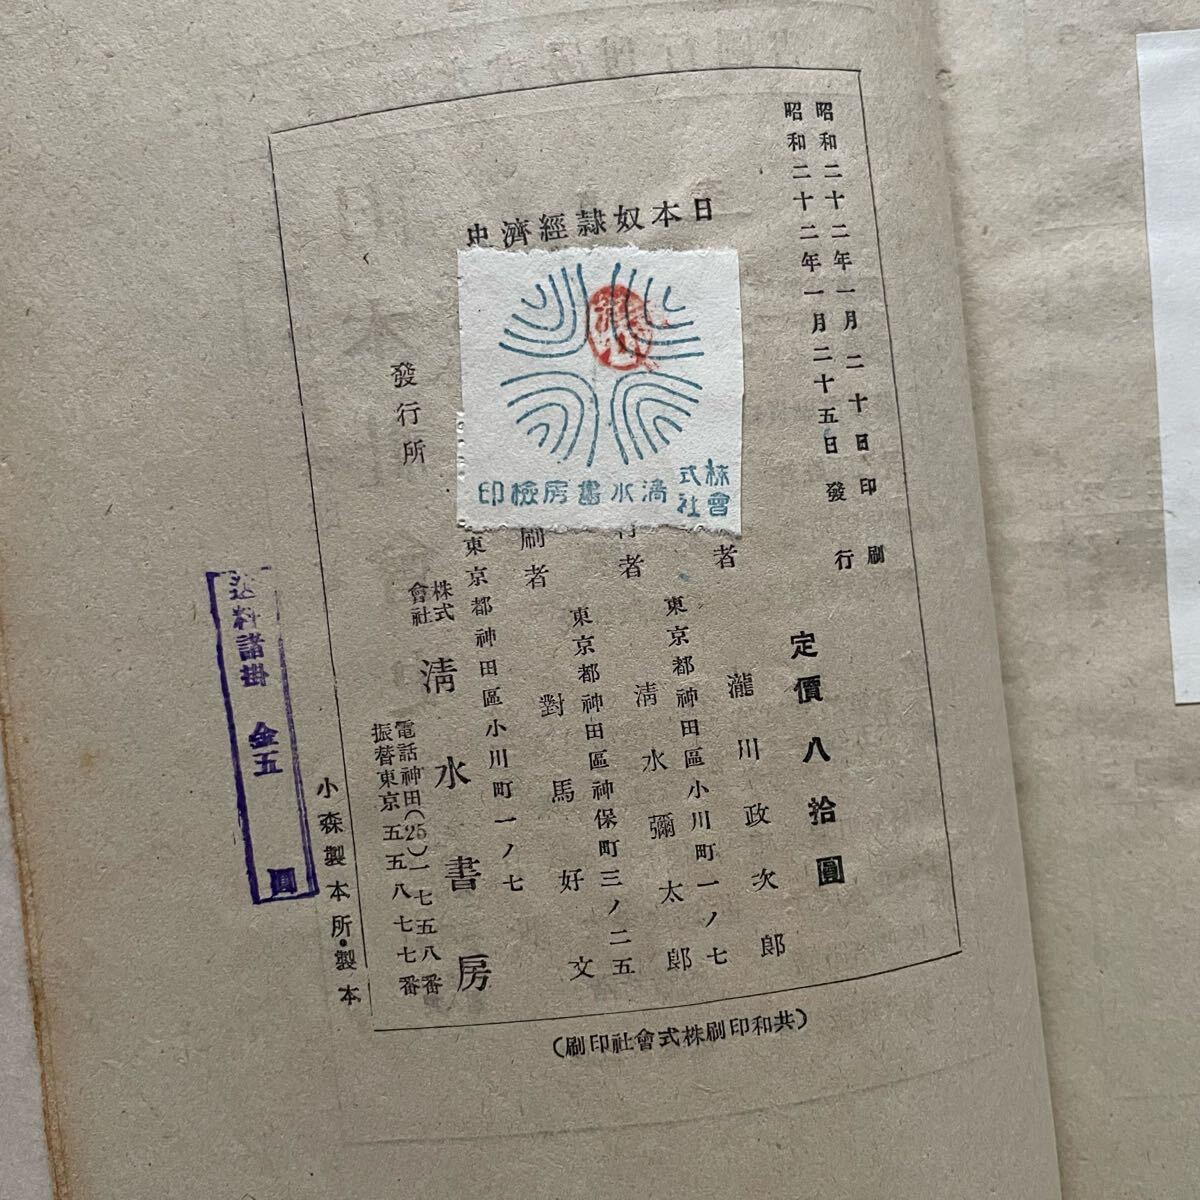 昭和二十二年一月二十日印刷
昭和二十二年一月二十五日發行
定價八拾圓
日本奴隷經濟史
者 瀧川政次郎
東京都神田區小川町一ノ七
行者 淸水彌太郎
東京都神田區神保町三ノ二五
刷者 對馬好文
東京都神田區小川町一ノ七
發行所
株式會社 淸水書房
電話神田(25)一七五八番
振替東京五五八七七番
株式會社 淸水書房檢印
小森製本所・製本
(共和印刷株式會社印刷)
送料諸掛 金五圓